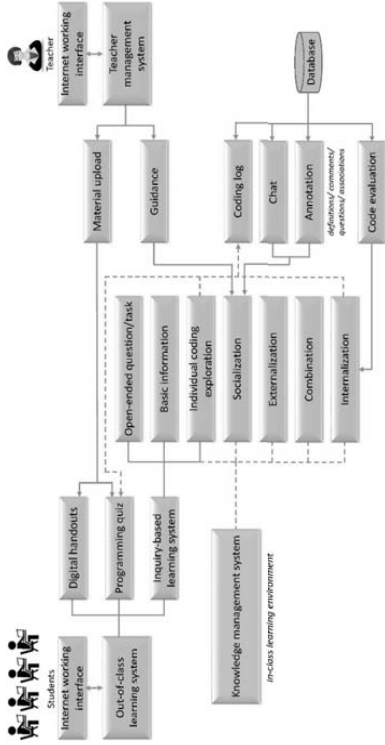 Students
Internet working
interface
Out-of-class
learning system
Digital handouts
Programming quiz
Inquiry-based
learning system
Knowledge management system
in-class learning environment
Open-ended question/task
Basic information
Individual coding
exploration
Socialization
Externalization
Combination
Internalization
Material upload
Guidance
Coding log
Chat
Annotation
definitions/ comments/
questions/ associations
Code evaluation
Teacher
Internet working
interface
Teacher
management
system
Database